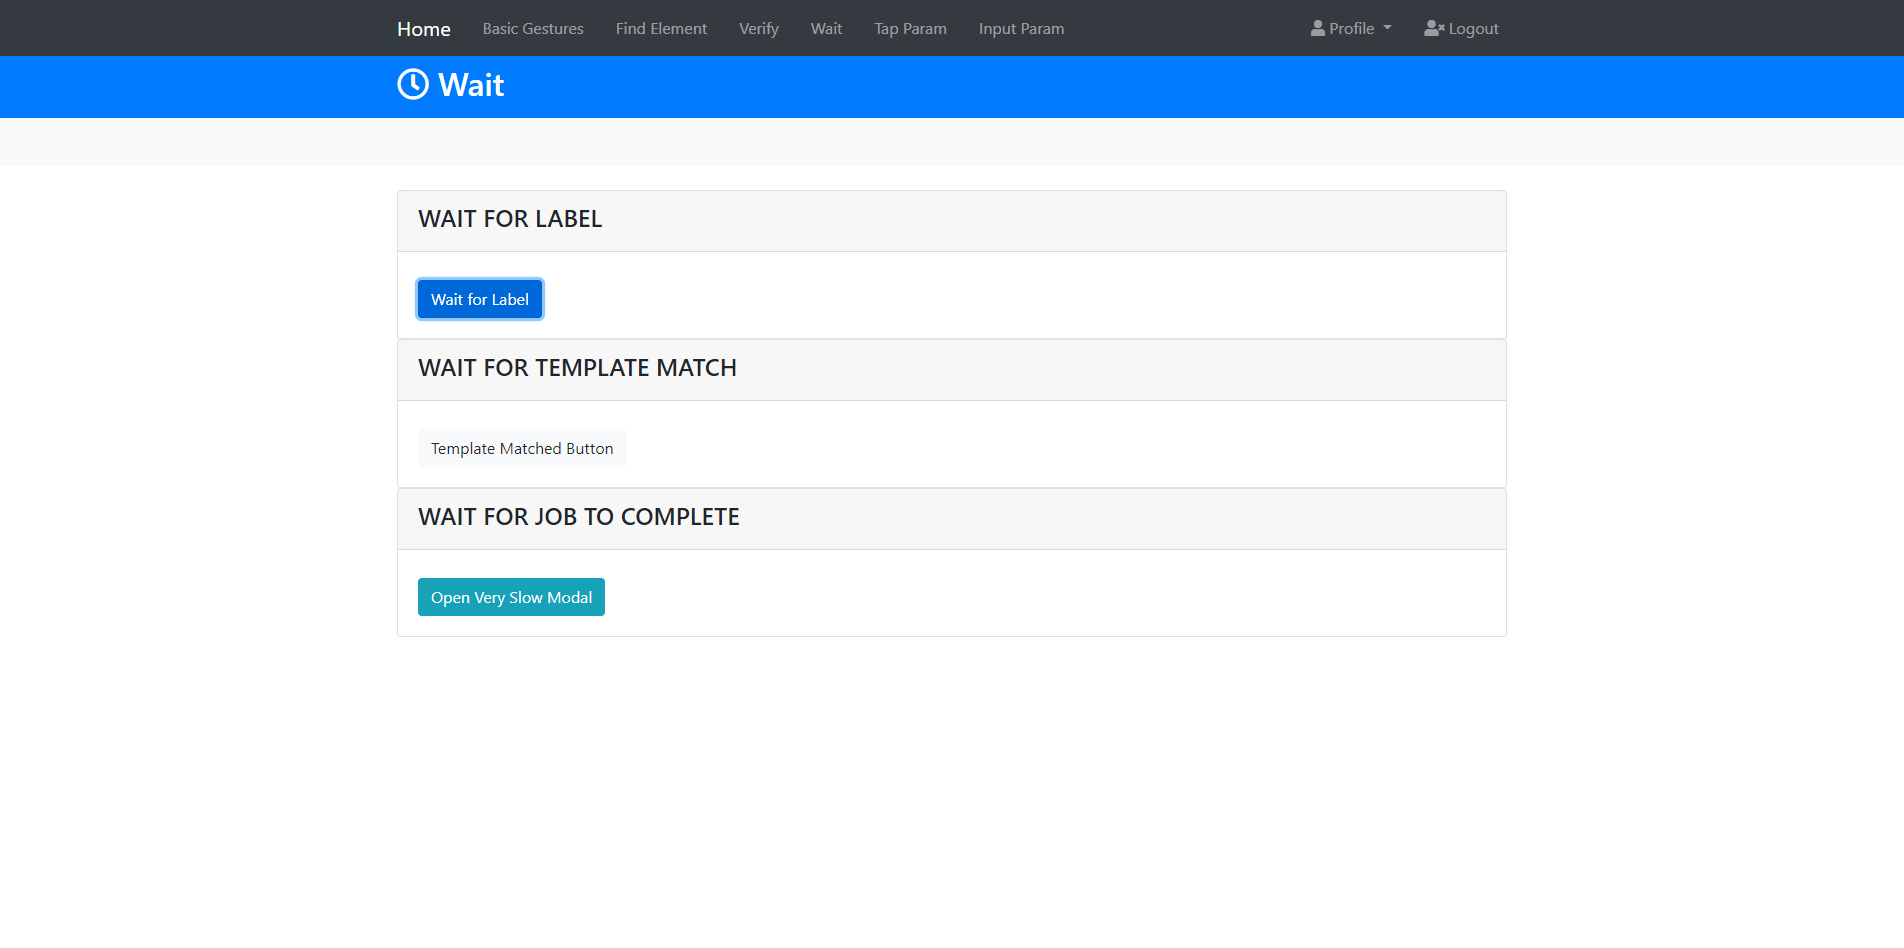 Home Basic Gestures Find Element Verify Wait Tap Param Input Param Profile Logout
Wait
WAIT FOR LABEL
Wait for Label
WAIT FOR TEMPLATE MATCH
Template Matched Button
WAIT FOR JOB TO COMPLETE
Open Very Slow Modal